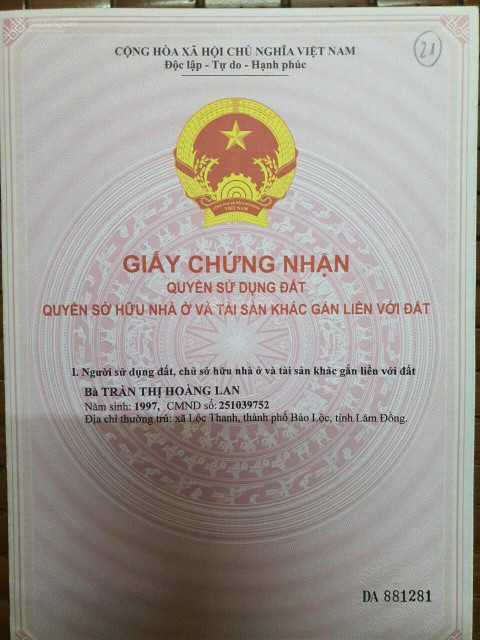 CỘNG HÒA XÃ HỘI CHỦ NGHĨA VIỆT NAM
Độc lập - Tự do - Hạnh phúc
21
VIỆT NAM
GIẤY CHỨNG NHẬN
QUYỀN SỬ DỤNG ĐẤT
QUYỀN SỞ HỮU NHÀ Ở VÀ TÀI SẢN KHÁC GẮN LIỀN VỚI ĐẤT
I. Người sử dụng đất, chủ sở hữu nhà ở và tài sản khác gắn liền với đất
Bà TRẦN THỊ HOÀNG LAN
Năm sinh: 1997, CMND số: 251039752
Địa chỉ thường trú: xã Lộc Thanh, thành phố Bảo Lộc, tỉnh Lâm Đồng.
DA 881281